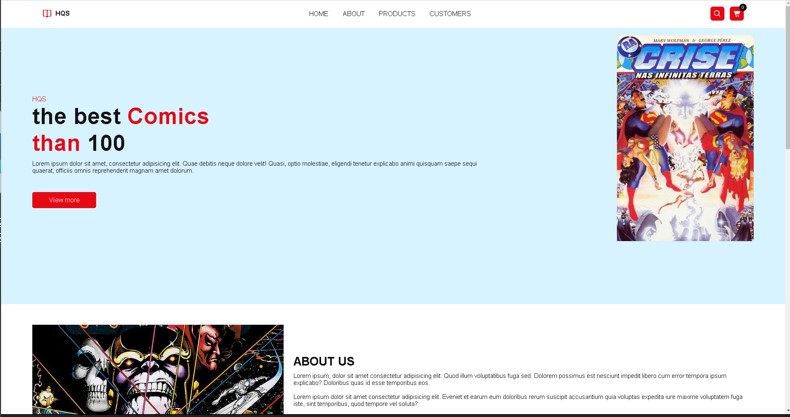 HQS
HOME ABOUT PRODUCTS CUSTOMERS
0
MARV WOLFMAN & GEORGE PÉREZ
CRISE
NAS INFINITAS TERRAS
HQS
the best Comics
than 100
Lorem ipsum dolor sit amet, consectetur adipisicing elit. Quae debitis neque dolore velit! Quasi, optio molestiae, eligendi tenetur explicabo animi quisquam saepe sequi
quaerat, officiis omnis reprehenderit magnam amet dolorum.
View more
ABOUT US
Lorem ipsum, dolor sit amet consectetur adipisicing elit. Quod illum voluptatibus fuga sed. Dolorem possimus est nesciunt impedit libero cum error tempora ipsum
explicabo? Doloribus quas id esse temporibus eos.
Lorem ipsum dolor sit amet consectetur adipisicing elit. Eveniet et earum eum doloribus rerum suscipit accusantium quia voluptas expedita iure maxime voluptatem fuga
iste, sint temporibus, quod tempore vel soluta?